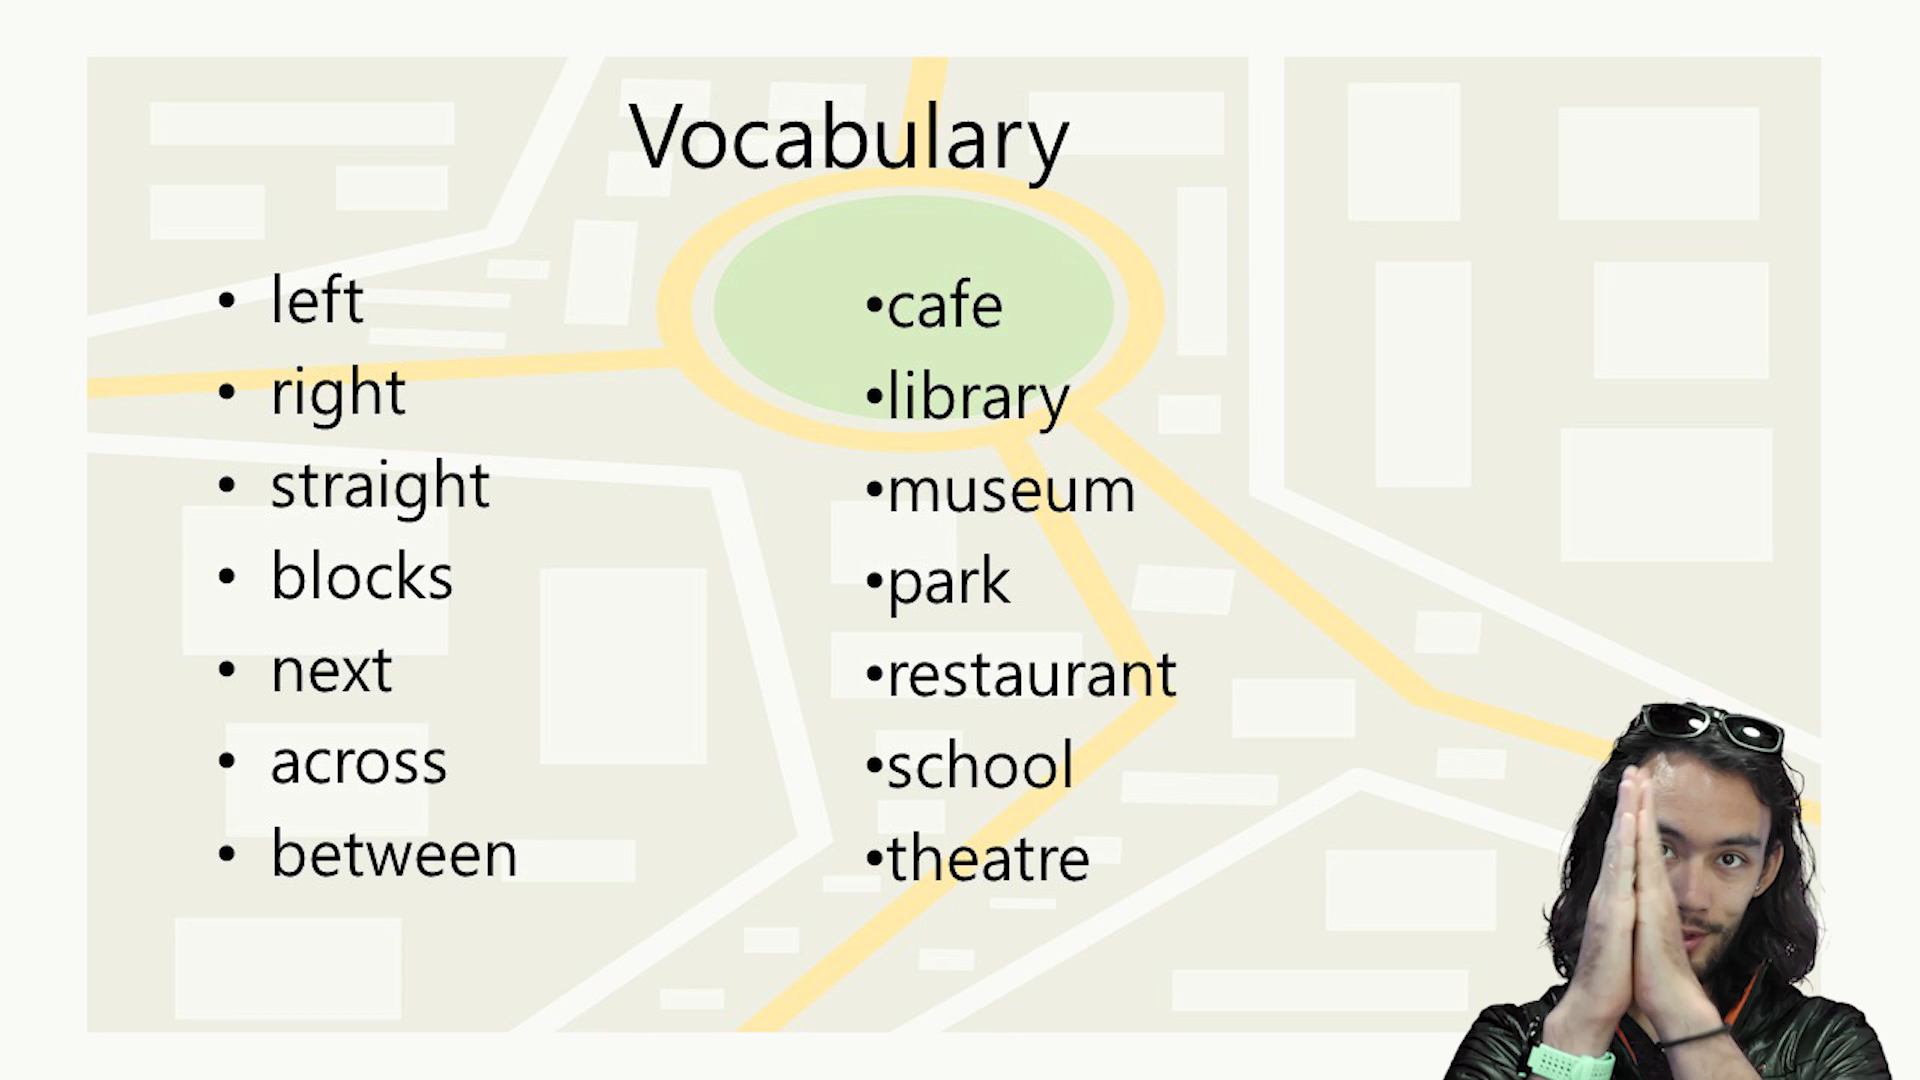 Vocabulary
• left
• right
• straight
• blocks
• next
• across
• between
•cafe
•library
•museum
•park
•restaurant
•school
•theatre